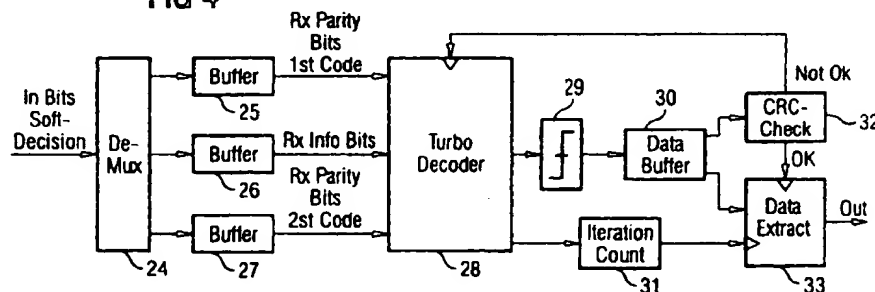 FIG 4
In Bits
Soft-
Decision
De-
Mux
24
Buffer
25
Buffer
26
Buffer
27
Rx Parity
Bits
1st Code
Rx Info Bits
Rx Parity
Bits
2st Code
Turbo
Decoder
28
29
30
Data
Buffer
Iteration
Count
31
Not Ok
CRC-
Check
32
OK
Data
Extract
33
Out